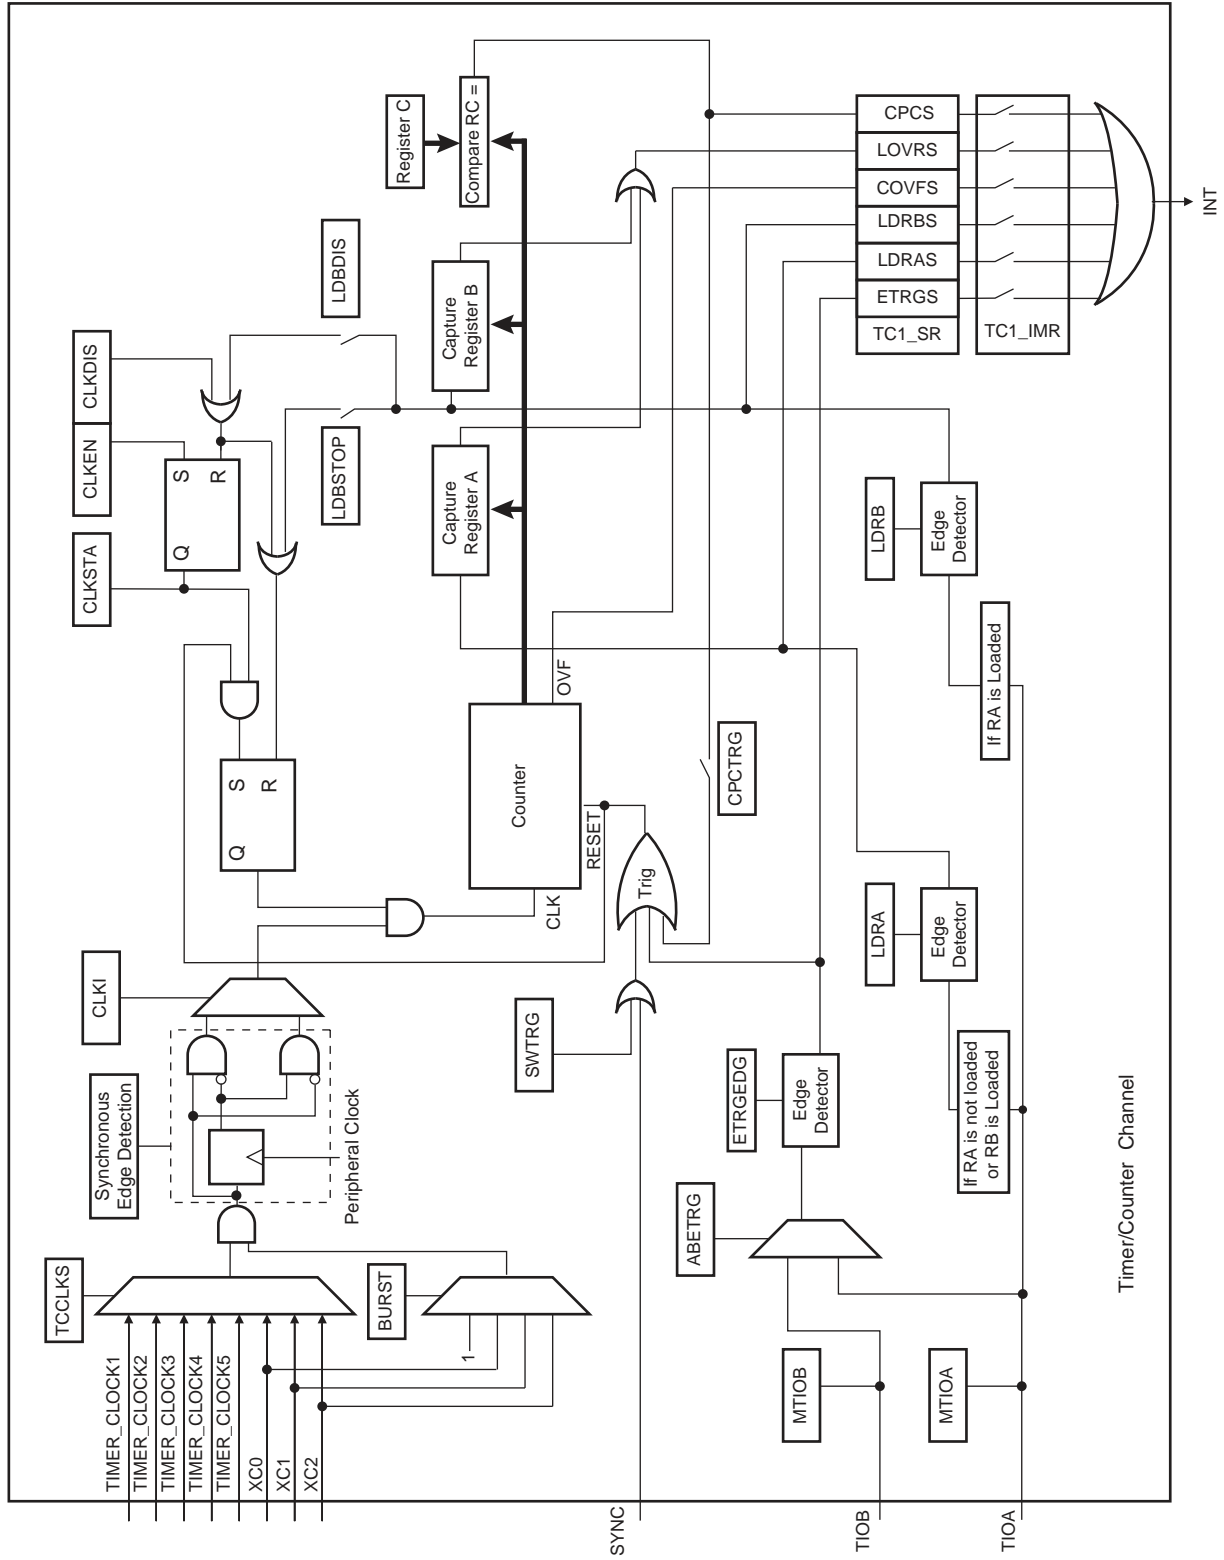 TCCLKS
TIMER_CLOCK1
TIMER_CLOCK2
TIMER_CLOCK3
TIMER_CLOCK4
TIMER_CLOCK5
XC0
XC1
XC2
BURST
1
Synchronous
Edge Detection
Peripheral Clock
CLKI
CLKSTA
CLKEN
CLKDIS
Q
S
R
Q
S
R
LDBSTOP
LDBDIS
Register C
Compare RC =
Capture
Register A
Capture
Register B
Counter
CLK
OVF
RESET
Trig
SWTRG
CPCTRG
SYNC
TIOB
TIOA
MTIOB
MTIOA
ABETRG
ETRGEDG
Edge
Detector
LDRA
Edge
Detector
If RA is not loaded
or RB is Loaded
LDRB
Edge
Detector
If RA is Loaded
CPCS
LOVRS
COVFS
LDRBS
LDRAS
ETRGS
TC1_SR
TC1_IMR
INT
Timer/Counter Channel